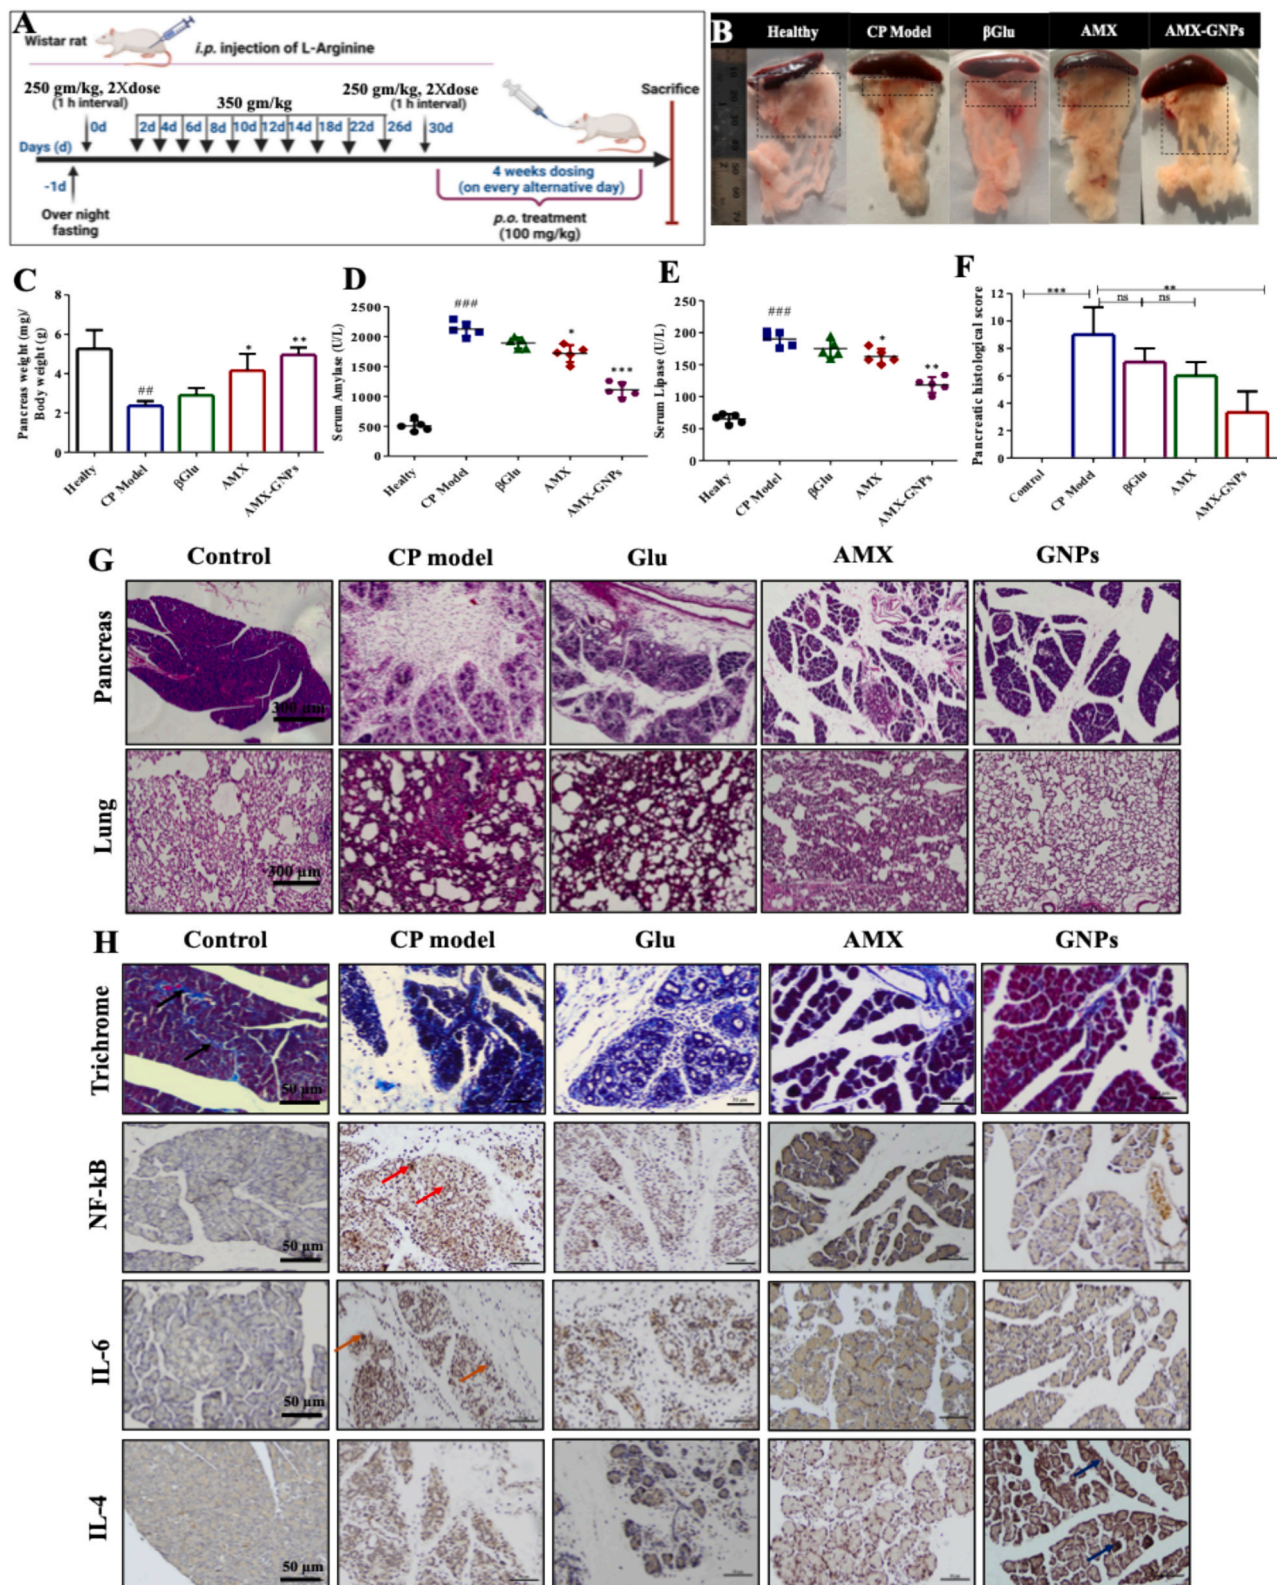 A
Wistar rat
i.p. injection of L-Arginine
250 gm/kg, 2Xdose
(1 h interval)
350 gm/kg
250 gm/kg, 2Xdose
(1 h interval)
Sacrifice
0d
2d 4d 6d 8d 10d 12d 14d 18d 22d 26d 30d
Days (d)
-1d
Over night
fasting
4 weeks dosing
(on every alternative day)
p.o. treatment
(100 mg/kg)
B
Healthy CP Model βGlu AMX AMX-GNPs
C
Pancreas weight (mg)/
Body weight (g)
8
6
4
2
0
##
*
**
Healty CP Model βGlu AMX AMX-GNPs
D
Serum Amylase (U/L)
2500
2000
1500
1000
500
0
###
*
***
Healty CP Model βGlu AMX AMX-GNPs
E
Serum Lipase (U/L)
250
200
150
100
50
0
###
*
**
Healty CP Model βGlu AMX AMX-GNPs
F
Pancreatic histological score
12
10
8
6
4
2
0
***
**
ns
ns
Control CP Model βGlu AMX AMX-GNPs
G
Control CP model Glu AMX GNPs
Pancreas
300 µm
Lung
300 µm
H
Control CP model Glu AMX GNPs
Trichrome
50 µm
NF-kB
50 µm
IL-6
50 µm
IL-4
50 µm